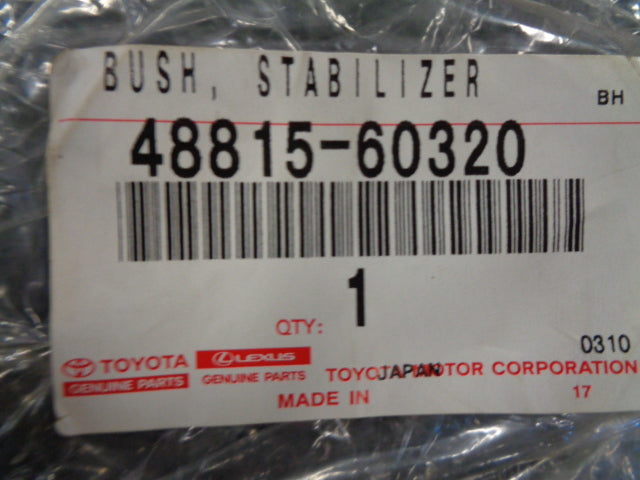 BUSH, STABILIZER
BH
48815-60320
QTY: 1
0310
TOYOTA LEXUS
GENUINE PARTS GENUINE PARTS
TOYOTA MOTOR CORPORATION
MADE IN JAPAN
17